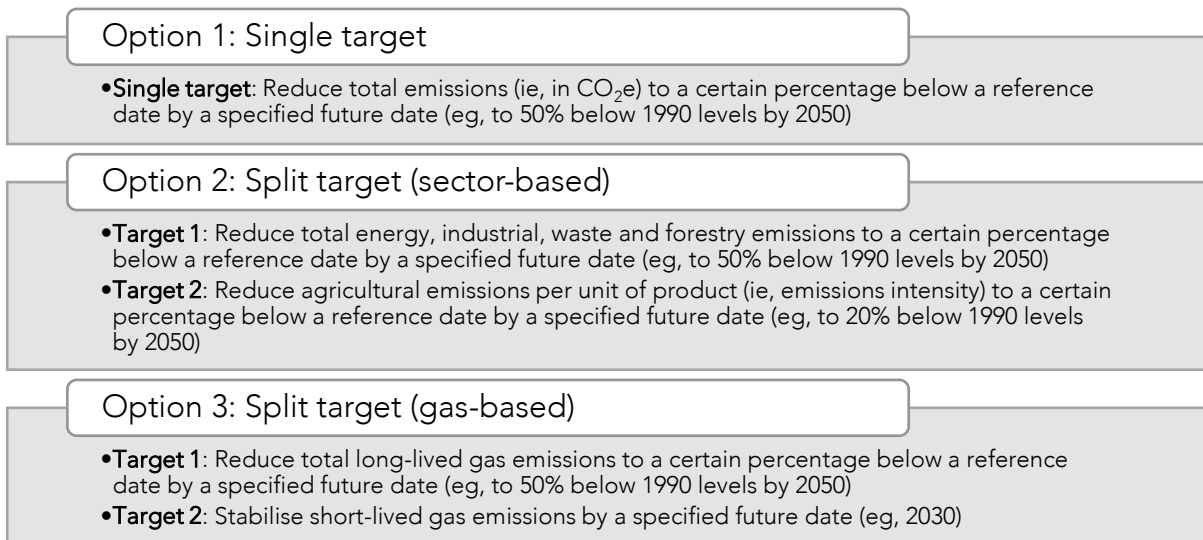 Option 1: Single target
•Single target: Reduce total emissions (ie, in CO₂e) to a certain percentage below a reference
date by a specified future date (eg, to 50% below 1990 levels by 2050)
Option 2: Split target (sector-based)
•Target 1: Reduce total energy, industrial, waste and forestry emissions to a certain percentage
below a reference date by a specified future date (eg, to 50% below 1990 levels by 2050)
•Target 2: Reduce agricultural emissions per unit of product (ie, emissions intensity) to a certain
percentage below a reference date by a specified future date (eg, to 20% below 1990 levels
by 2050)
Option 3: Split target (gas-based)
•Target 1: Reduce total long-lived gas emissions to a certain percentage below a reference
date by a specified future date (eg, to 50% below 1990 levels by 2050)
•Target 2: Stabilise short-lived gas emissions by a specified future date (eg, 2030)